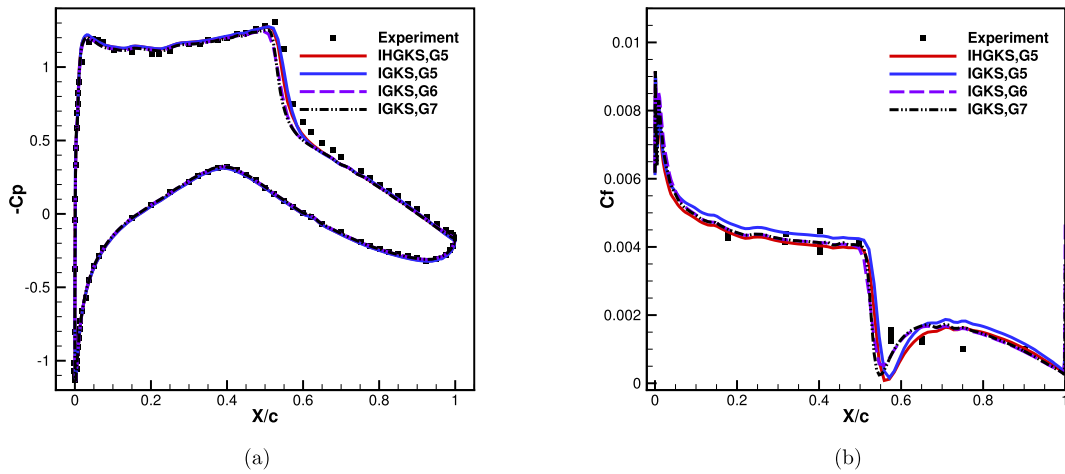 Experiment
IHGKS,G5
IGKS,G5
IGKS,G6
IGKS,G7
-Cp
1
0.5
0
-0.5
-1
0
0.2
0.4
0.6
0.8
1
X/c
(a)
Experiment
IHGKS,G5
IGKS,G5
IGKS,G6
IGKS,G7
Cf
0.01
0.008
0.006
0.004
0.002
0
0
0.2
0.4
0.6
0.8
1
X/c
(b)